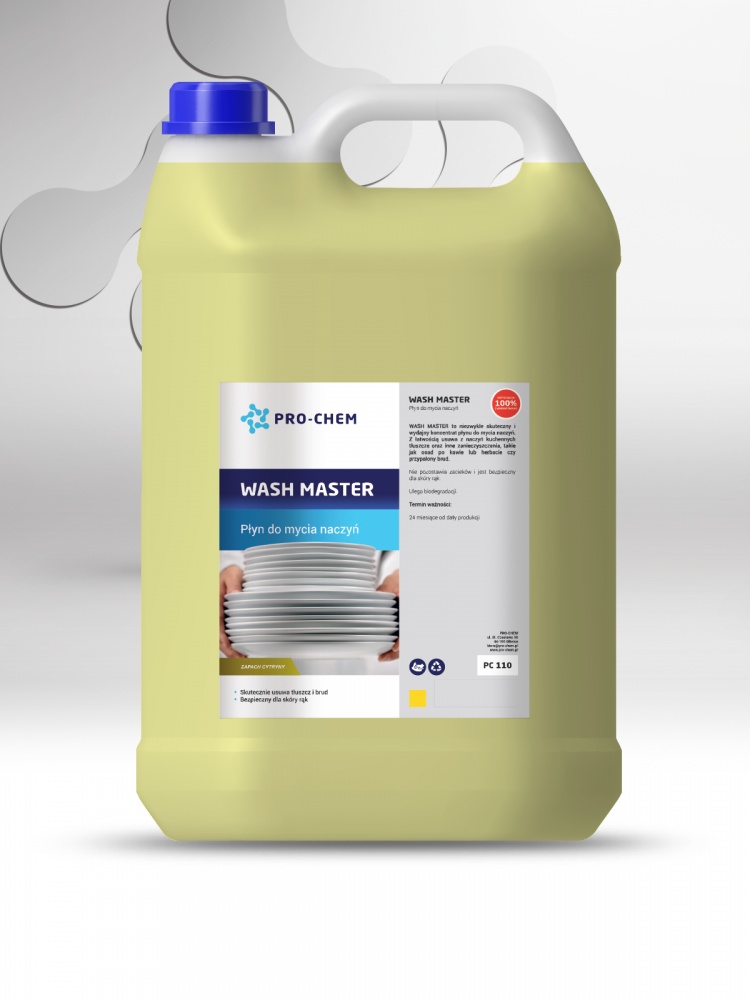 PRO-CHEM
WASH MASTER
Płyn do mycia naczyń
ZAPACH CYTRYNY
• Skutecznie usuwa tłuszcz i brud
• Bezpieczny dla skóry rąk
WASH MASTER
Płyn do mycia naczyń
100%
WASH MASTER to niezwykle skuteczny i
wydajny koncentrat płynu do mycia naczyń.
Z łatwością usuwa z naczyń kuchennych
tłuszcze oraz inne zanieczyszczenia, takie
jak osad po kawie lub herbacie czy
przypalony brud.
Nie pozostawia zacieków i jest bezpieczny
dla skóry rąk.
Ulega biodegradacji
Termin ważności:
24 miesiące od daty produkcji
PRO-CHEM
PC 110